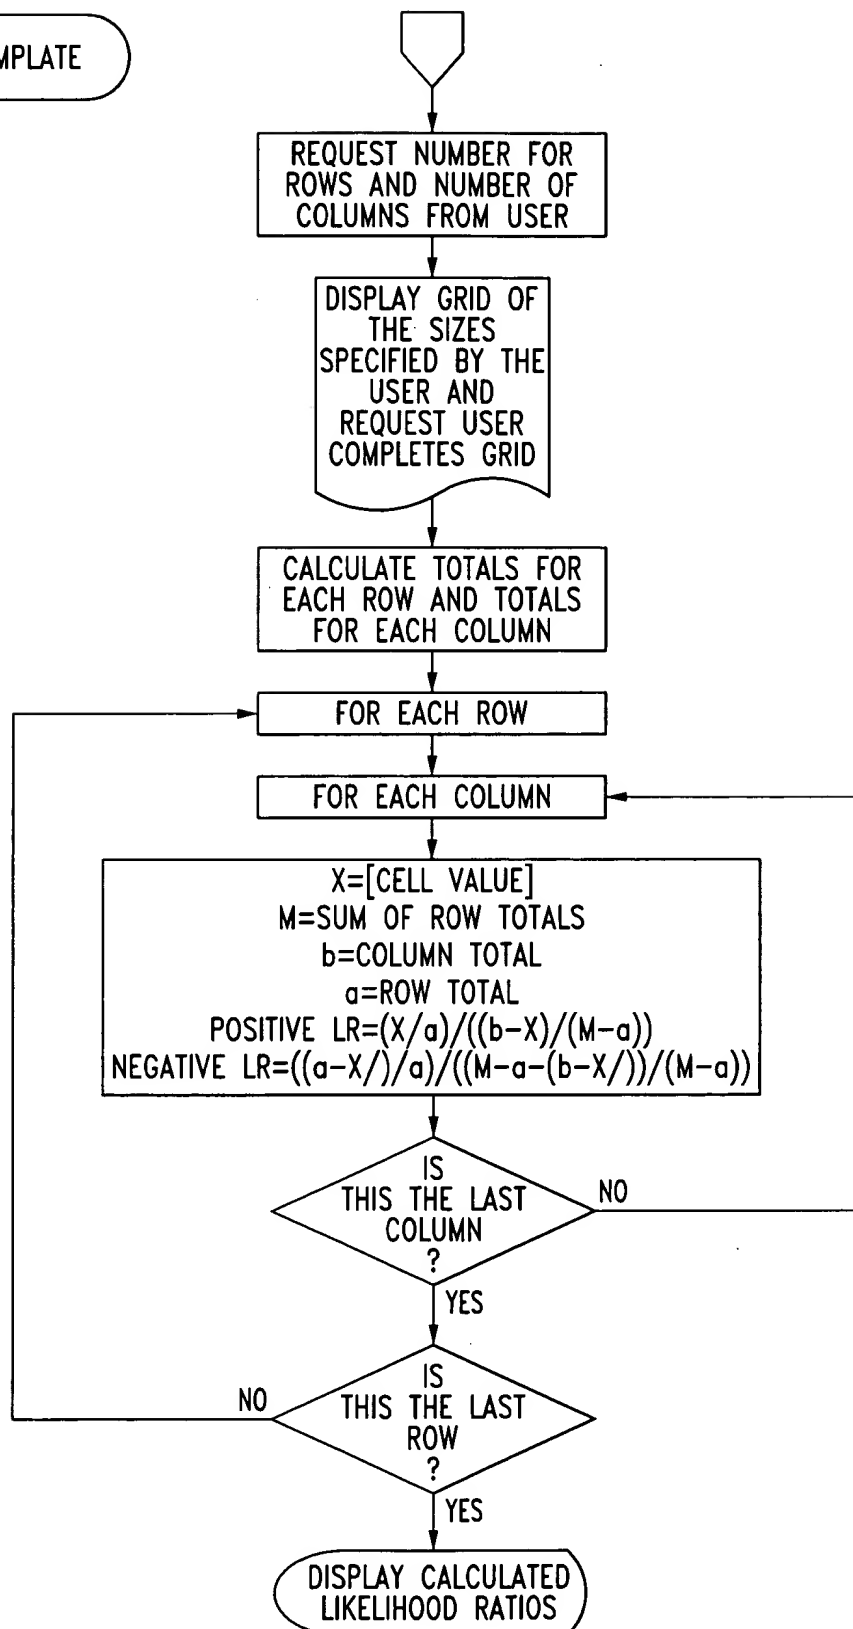 MPLATE
REQUEST NUMBER FOR
ROWS AND NUMBER OF
COLUMNS FROM USER
DISPLAY GRID OF
THE SIZES
SPECIFIED BY THE
USER AND
REQUEST USER
COMPLETES GRID
CALCULATE TOTALS FOR
EACH ROW AND TOTALS
FOR EACH COLUMN
FOR EACH ROW
FOR EACH COLUMN
X=[CELL VALUE]
M=SUM OF ROW TOTALS
b=COLUMN TOTAL
a=ROW TOTAL
POSITIVE LR=(X/a)/((b-X)/(M-a))
NEGATIVE LR=((a-X/)/a)/((M-a-(b-X/))/(M-a))
IS
THIS THE LAST
COLUMN
?
NO
YES
IS
THIS THE LAST
ROW
?
NO
YES
DISPLAY CALCULATED
LIKELIHOOD RATIOS